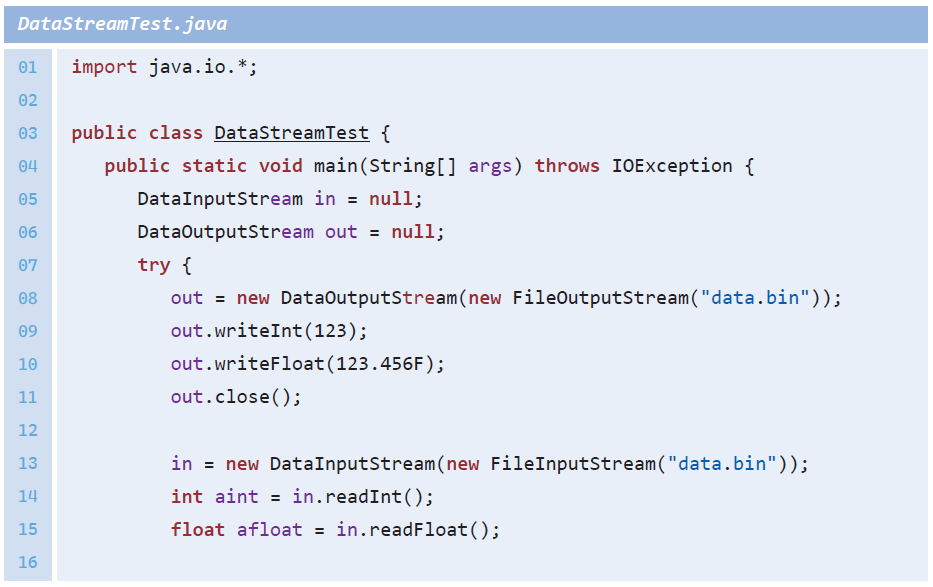 DataStreamTest.java
01 import java.io.*;
02
03 public class DataStreamTest {
04 public static void main(String[] args) throws IOException {
05 DataInputStream in = null;
06 DataOutputStream out = null;
07 try {
08 out = new DataOutputStream(new FileOutputStream("data.bin"));
09 out.writeInt(123);
10 out.writeFloat(123.456F);
11 out.close();
12
13 in = new DataInputStream(new FileInputStream("data.bin"));
14 int aint = in.readInt();
15 float afloat = in.readFloat();
16